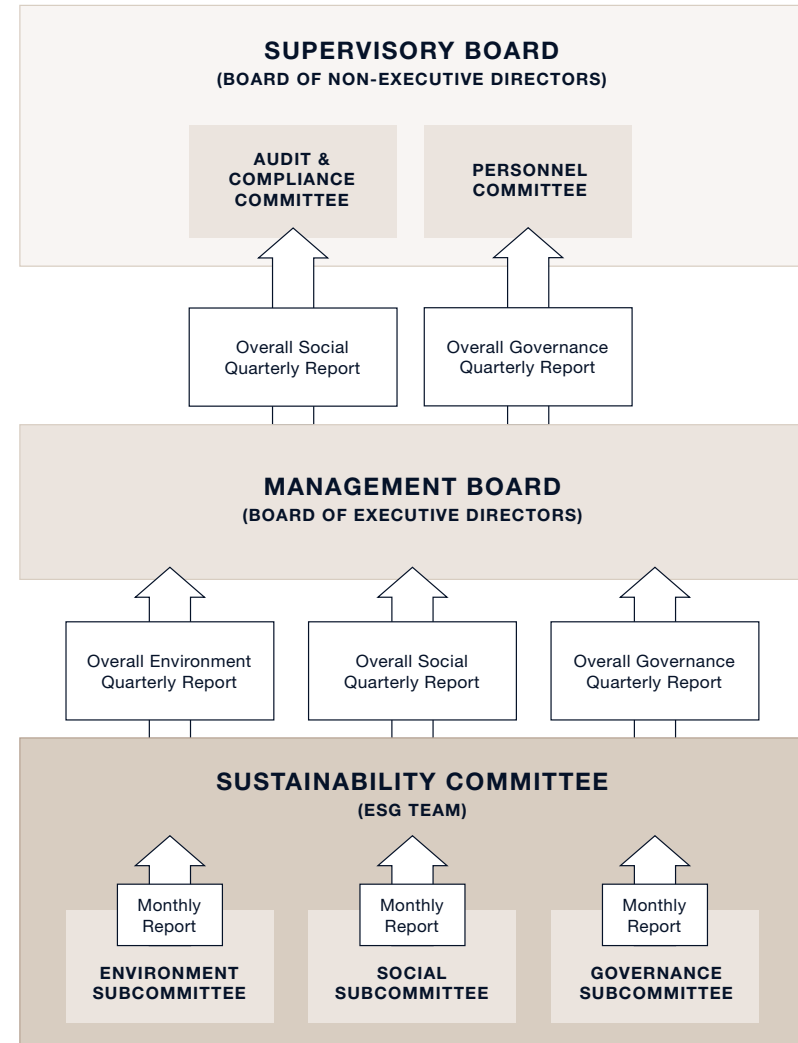 SUPERVISORY BOARD
(BOARD OF NON-EXECUTIVE DIRECTORS)
AUDIT &
COMPLIANCE
COMMITTEE
PERSONNEL
COMMITTEE
Overall Social
Quarterly Report
Overall Governance
Quarterly Report
MANAGEMENT BOARD
(BOARD OF EXECUTIVE DIRECTORS)
Overall Environment
Quarterly Report
Overall Social
Quarterly Report
Overall Governance
Quarterly Report
SUSTAINABILITY COMMITTEE
(ESG TEAM)
Monthly
Report
Monthly
Report
Monthly
Report
ENVIRONMENT
SUBCOMMITTEE
SOCIAL
SUBCOMMITTEE
GOVERNANCE
SUBCOMMITTEE